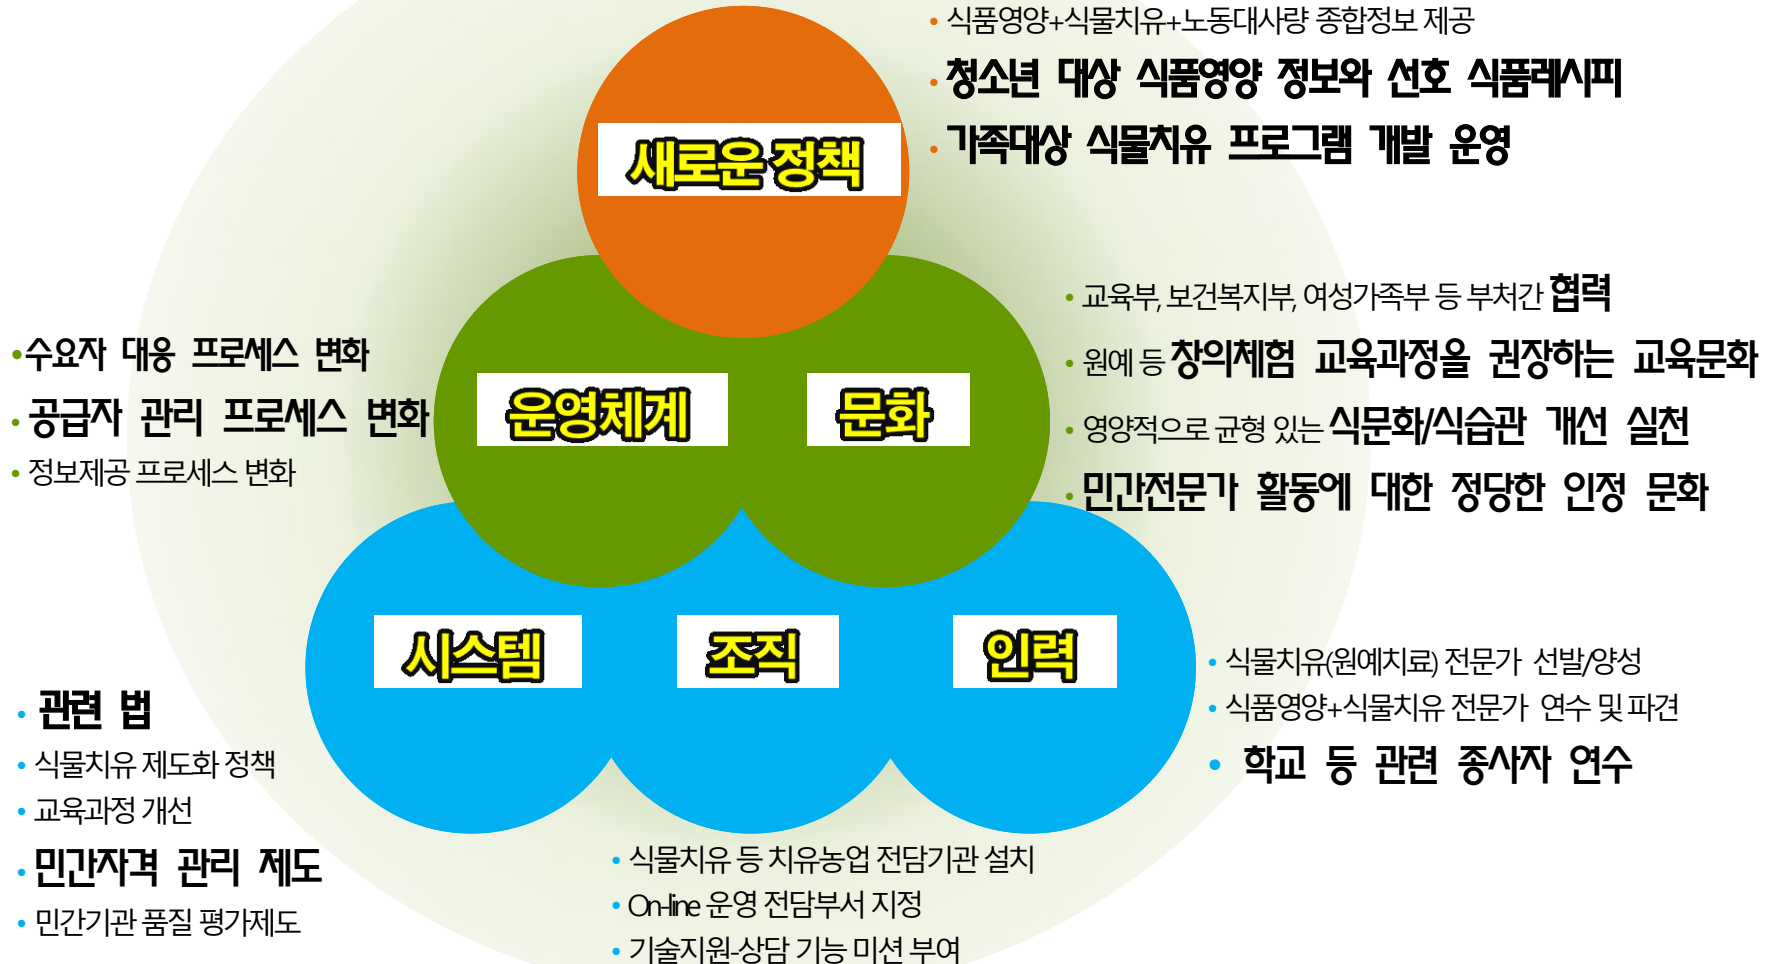 • 식품영양+식물치유+노동대사량 종합정보 제공
• 청소년 대상 식품영양 정보와 선호 식품레시피
• 가족대상 식물치유 프로그램 개발 운영
새로운 정책
• 수요자 대응 프로세스 변화
• 공급자 관리 프로세스 변화
• 정보제공 프로세스 변화
운영체계
문화
• 교육부, 보건복지부, 여성가족부 등 부처간 협력
• 원예 등 창의체험 교육과정을 권장하는 교육문화
• 영양적으로 균형 있는 식문화/식습관 개선 실천
• 민간전문가 활동에 대한 정당한 인정 문화
시스템
조직
인력
• 관련 법
• 식물치유 제도화 정책
• 교육과정 개선
• 민간자격 관리 제도
• 민간기관 품질 평가제도
• 식물치유 등 치유농업 전담기관 설치
• On-line 운영 전담부서 지정
• 기술지원-상담 기능 미션 부여
• 식물치유(원예치료) 전문가 선발/양성
• 식품영양+식물치유 전문가 연수 및 파견
• 학교 등 관련 종사자 연수